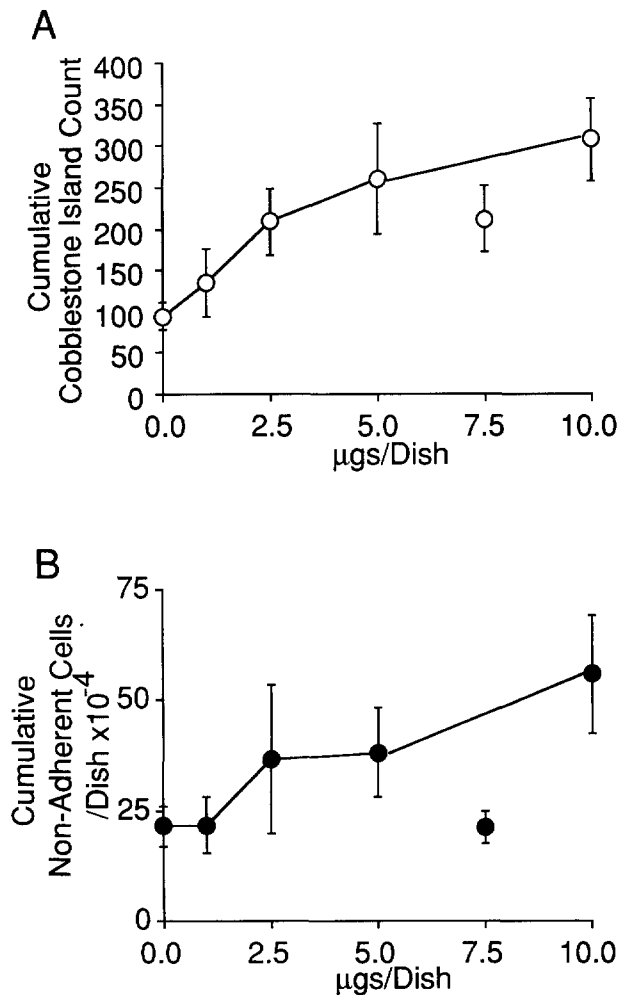 A
Cumulative
Cobblestone Island Count
400
350
300
250
200
150
100
50
0
0.0 2.5 5.0 7.5 10.0
μgs/Dish
B
Cumulative
Non-Adherent Cells
/Dish x10-4
75
50
25
0
0.0 2.5 5.0 7.5 10.0
μgs/Dish